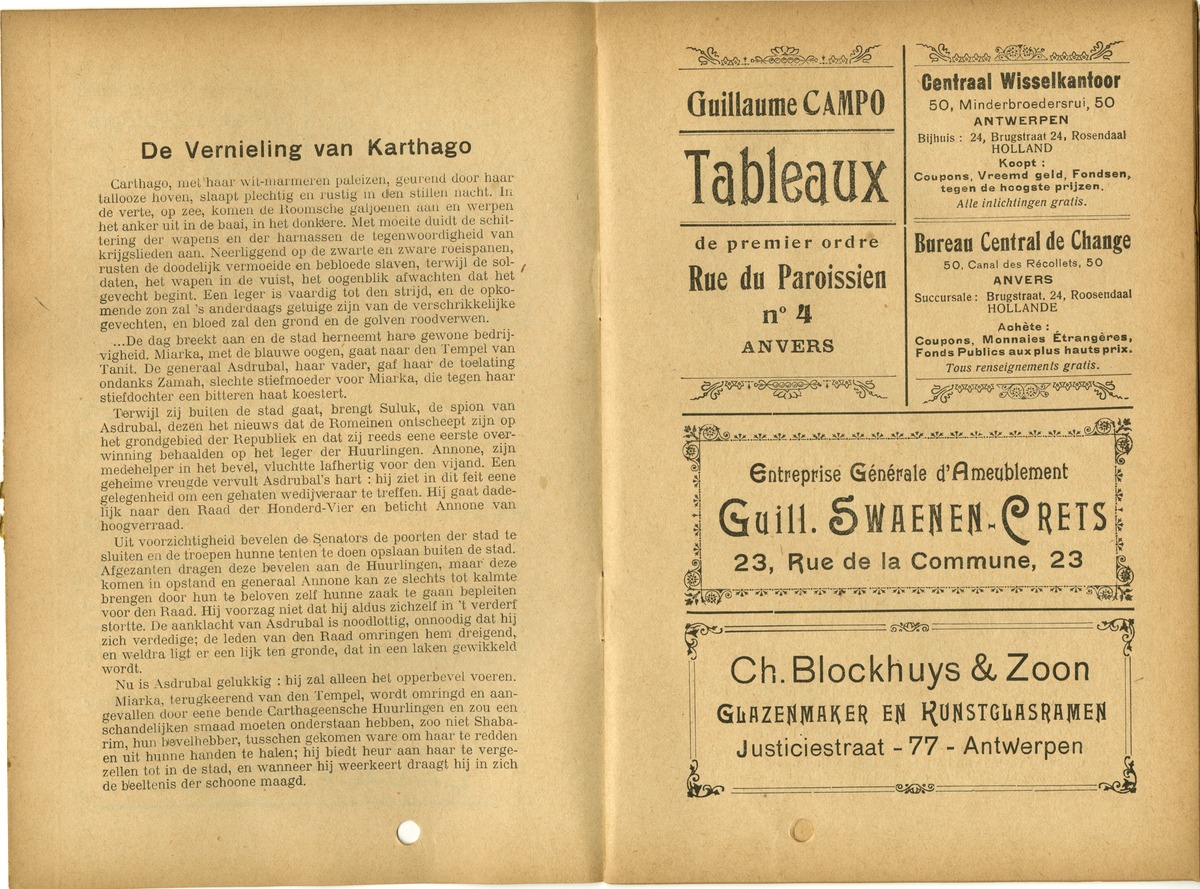 De Vernieling van Karthago
Carthago, met haar wit-marmeren paleizen, geurend door haar
tallooze hoven, slaapt plechtig en rustig in den stillen nacht. In
de verte, op zee, komen de Roomsche galjoenen aan en werpen
het anker uit in de baai, in het donkere. Met moeite duidt de schit-
tering der wapens en der harnassen de tegenwoordigheid van
krijgslieden aan. Neerliggend op de zwarte en zware roeispanen,
rusten de doodelijk vermoeide en bebloede slaven, terwijl de sol-
daten, het wapen in de vuist, het oogenblik afwachten dat het
gevecht begint. Een leger is vaardig tot den strijd, en de opko-
mende zon zal 's anderdaags getuige zijn van de verschrikkelijke
gevechten, en bloed zal den grond en de golven roodverwen.
...De dag breekt aan en de stad herneemt hare gewone bedrij-
vigheid. Miarka, met de blauwe oogen, gaat naar den Tempel van
Tanit. De generaal Asdrubal, haar vader, gaf haar de toelating
ondanks Zamah, slechte stiefmoeder voor Miarka, die tegen haar
stiefdochter een bitteren haat koestert.
Terwijl zij buiten de stad gaat, brengt Suluk, de spion van
Asdrubal, dezen het nieuws dat de Romeinen ontscheept zijn op
het grondgebied der Republiek en dat zij reeds eene eerste over-
winning behaalden op het leger der Huurlingen. Annone, zijn
medehelper in het bevel, vluchtte lafhertig voor den vijand. Een
geheime vreugde vervult Asdrubal's hart : hij ziet in dit feit eene
gelegenheid om een gehaten wedijveraar te treffen. Hij gaat dade-
lijk naar den Raad der Honderd-Vier en beticht Annone van
hoogverraad.
Uit voorzichtigheid bevelen de Senators de poorten der stad te
sluiten en de troepen hunne tenten te doen opslaan buiten de stad.
Afgezanten dragen deze bevelen aan de Huurlingen, maar deze
komen in opstand en generaal Annone kan ze slechts tot kalmte
brengen door hun te beloven zelf hunne zaak te gaan bepleiten
voor den Raad. Hij voorzag niet dat hij aldus zichzelf in 't verderf
stortte. De aanklacht van Asdrubal is noodlottig, onnoodig dat hij
zich verdedige; de leden van den Raad omringen hem dreigend,
en weldra ligt er een lijk ten gronde, dat in een laken gewikkeld
wordt.
Nu is Asdrubal gelukkig : hij zal alleen het opperbevel voeren.
Miarka, terugkeerend van den Tempel, wordt omringd en aan-
gevallen door eene bende Carthageensche Huurlingen en zou een
schandelijken smaad moeten onderstaan hebben, zoo niet Shaba-
rim, hun bevelhebber, tusschen gekomen ware om haar te redden
en uit hunne handen te halen; hij biedt heur aan haar te verge-
zellen tot in de stad, en wanneer hij weerkeert draagt hij in zich
de beeltenis der schoone maagd.
Guillaume CAMPO
Tableaux
de premier ordre
Rue du Paroissien
nº 4
ANVERS
Centraal Wisselkantoor
50, Minderbroedersrui, 50
ANTWERPEN
Bijhuis : 24, Brugstraat 24, Rosendaal
HOLLAND
Koopt :
Coupons, Vreemd geld, Fondsen,
tegen de hoogste prijzen.
Alle inlichtingen gratis.
Bureau Central de Change
50, Canal des Récollets, 50
ANVERS
Succursale : Brugstraat, 24, Roosendaal
HOLLANDE
Achète :
Coupons, Monnaies Étrangères,
Fonds Publics aux plus hauts prix.
Tous renseignements gratis.
Entreprise Générale d'Ameublement
Guill. SWAENEN-CRETS
23, Rue de la Commune, 23
Ch. Blockhuys & Zoon
GLAZENMAKER EN KUNSTGLASRAMEN
Justiciestraat - 77 - Antwerpen